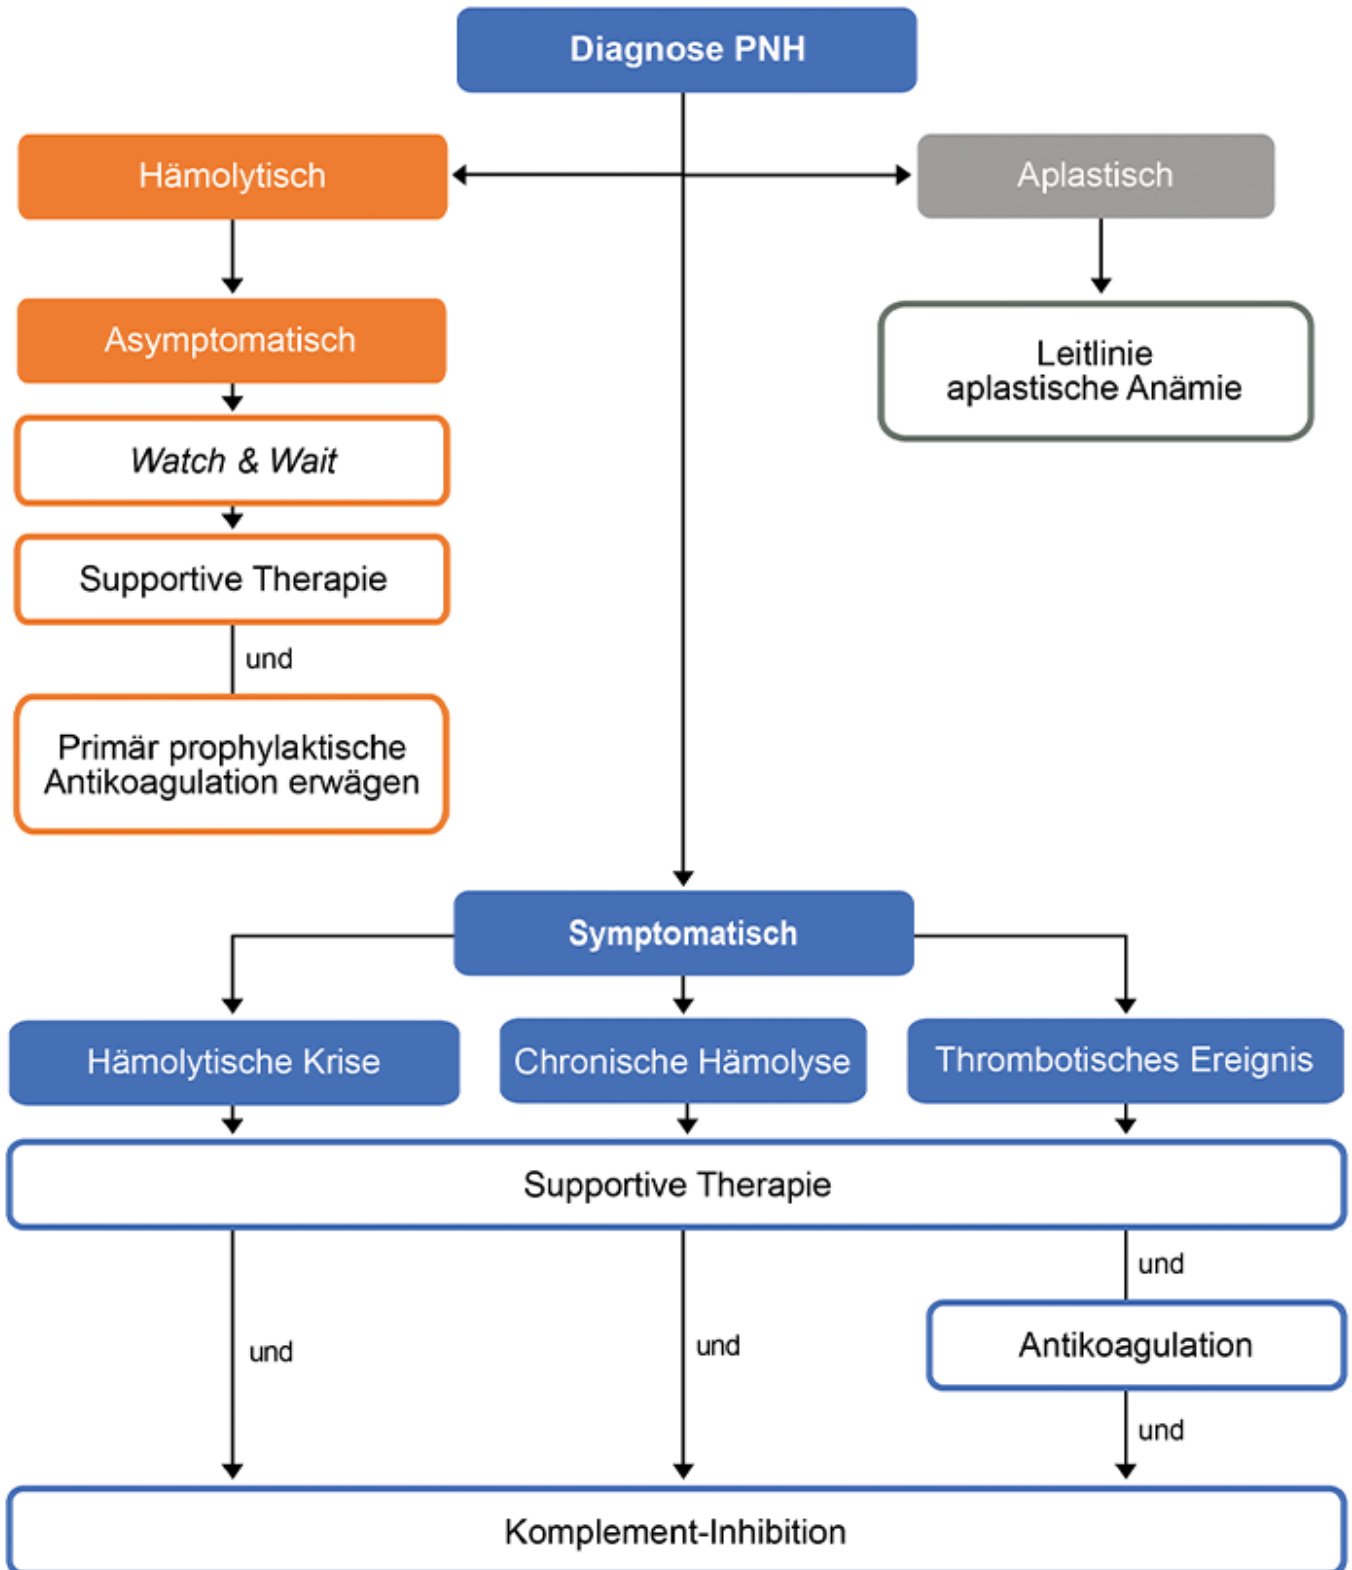 Diagnose PNH
Hämolytisch
Aplastisch
Asymptomatisch
Leitlinie
aplastische Anämie
Watch & Wait
Supportive Therapie
und
Primär prophylaktische
Antikoagulation erwägen
Symptomatisch
Hämolytische Krise
Chronische Hämolyse
Thrombotisches Ereignis
Supportive Therapie
und
und
und
Antikoagulation
und
Komplement-Inhibition